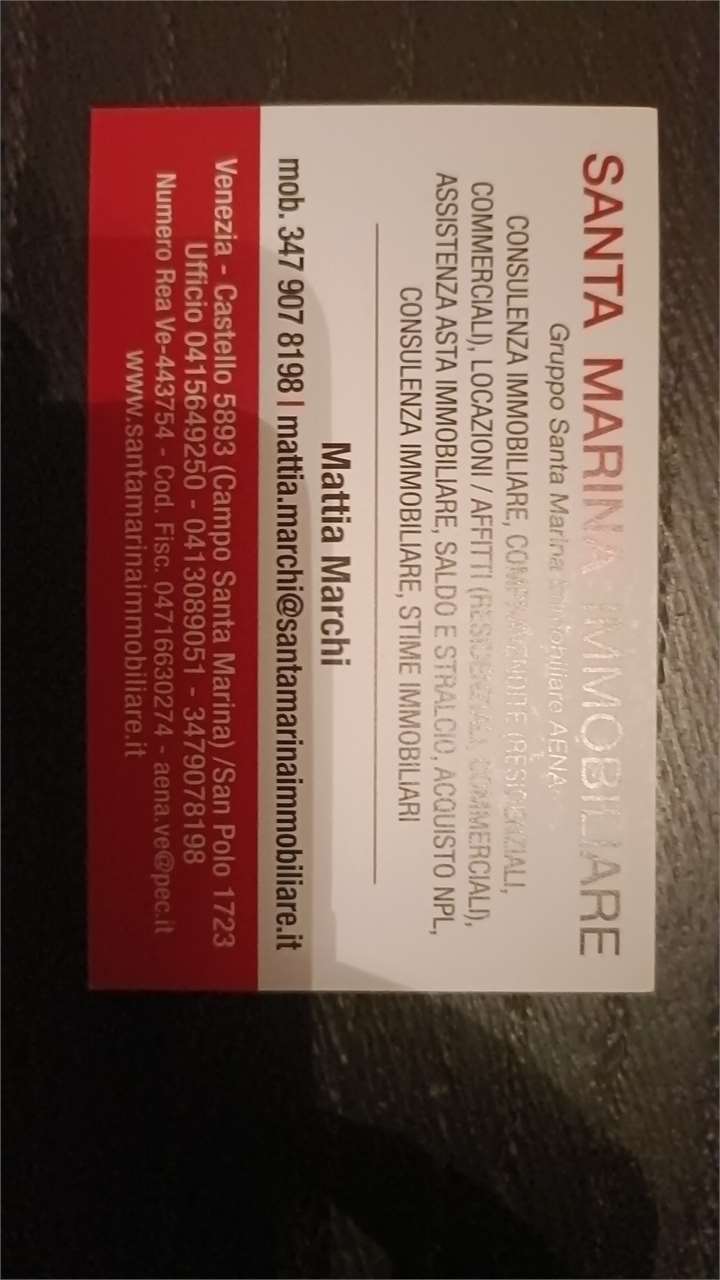 SANTA MARINA IMMOBILIARE
Gruppo Santa Marina Immobiliare AENA
CONSULENZA IMMOBILIARE, COMPRAVENDITE (RESIDENZIALI,
COMMERCIALI), LOCAZIONI / AFFITTI (RESIDENZIALI, COMMERCIALI),
ASSISTENZA ASTA IMMOBILIARE, SALDO E STRALCIO, ACQUISTO NPL,
CONSULENZA IMMOBILIARE, STIME IMMOBILIARI
Mattia Marchi
mob. 347 907 8198 | mattia.marchi@santamarinaimmobiliare.it
Venezia - Castello 5893 (Campo Santa Marina) /San Polo 1723
Ufficio 0415649250 - 0413089051 - 3479078198
Numero Rea Ve-443754 - Cod. Fisc. 04716630274 - aena.ve@pec.it
www.santamarinaimmobiliare.it